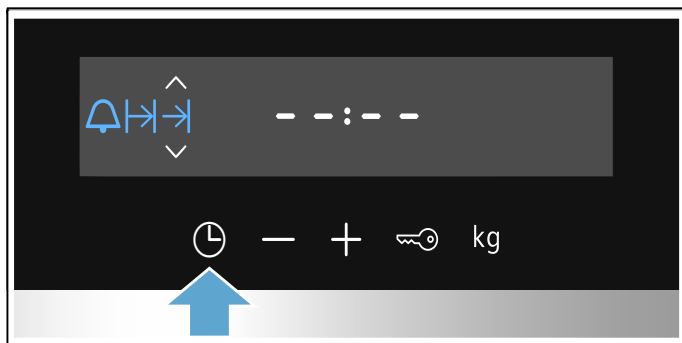 – –:– –
kg